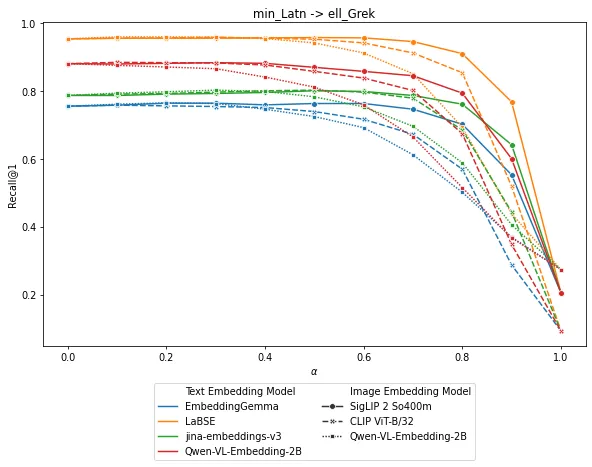 min_Latn -> ell_Grek
1.0
0.8
0.6
0.4
0.2
Recall@1
0.0 0.2 0.4 0.6 0.8 1.0
α
Text Embedding Model Image Embedding Model
EmbeddingGemma SigLIP 2 So400m
LaBSE CLIP ViT-B/32
jina-embeddings-v3 Qwen-VL-Embedding-2B
Qwen-VL-Embedding-2B